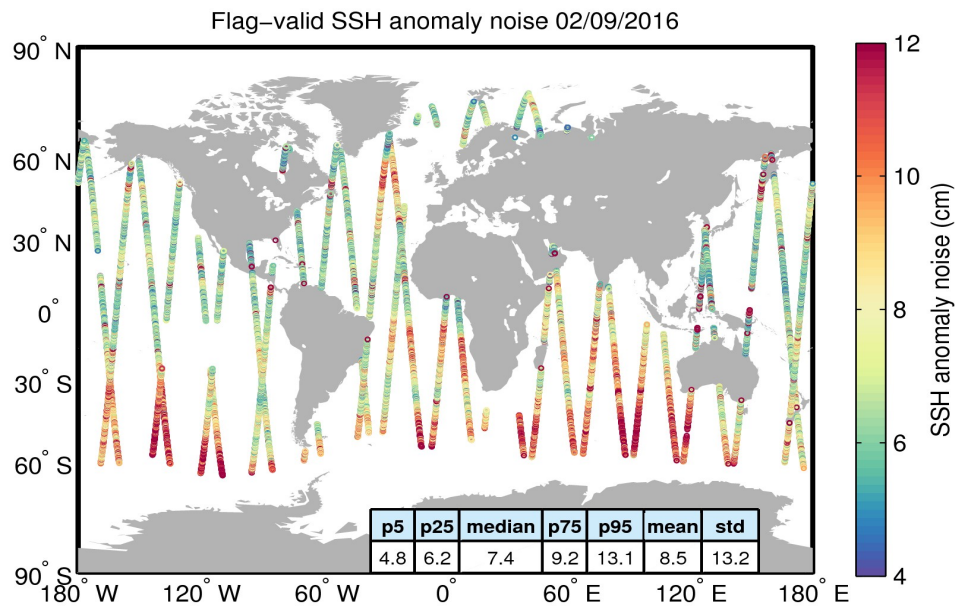 Flag−valid SSH anomaly noise 02/09/2016
90° N
60° N
30° N
0°
30° S
60° S
90° S
180° W
120° W
60° W
0°
60° E
120° E
180° E
p5 p25 median p75 p95 mean std
4.8 6.2 7.4 9.2 13.1 8.5 13.2
12
10
8
6
4
SSH anomaly noise (cm)